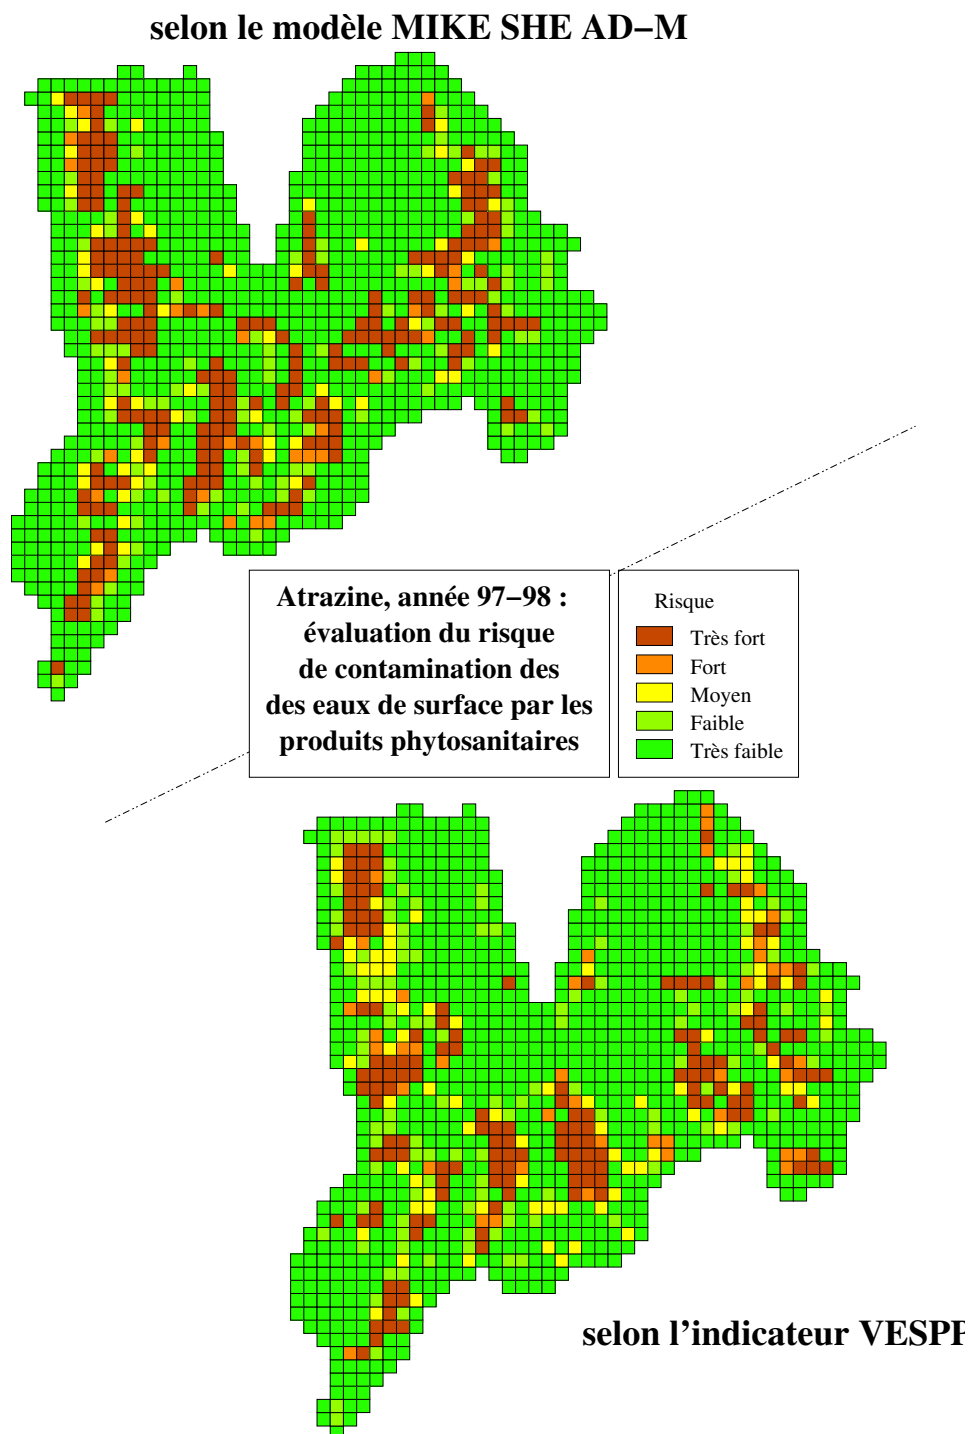 selon le modèle MIKE SHE AD–M
Atrazine, année 97–98 :
évaluation du risque
de contamination des
des eaux de surface par les
produits phytosanitaires
Risque
Très fort
Fort
Moyen
Faible
Très faible
selon l'indicateur VESPP